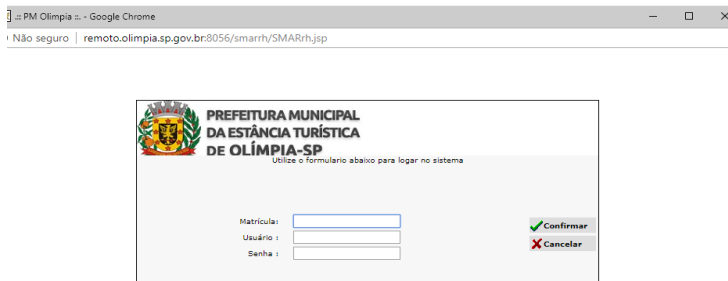 .:: PM Olimpia ::. - Google Chrome
Não seguro | remoto.olimpia.sp.gov.br:8056/smarrh/SMARrh.jsp
PREFEITURA MUNICIPAL
DA ESTÂNCIA TURÍSTICA
DE OLÍMPIA-SP
Utilize o formulario abaixo para logar no sistema
Matrícula:
Confirmar
Usuário :
Cancelar
Senha :